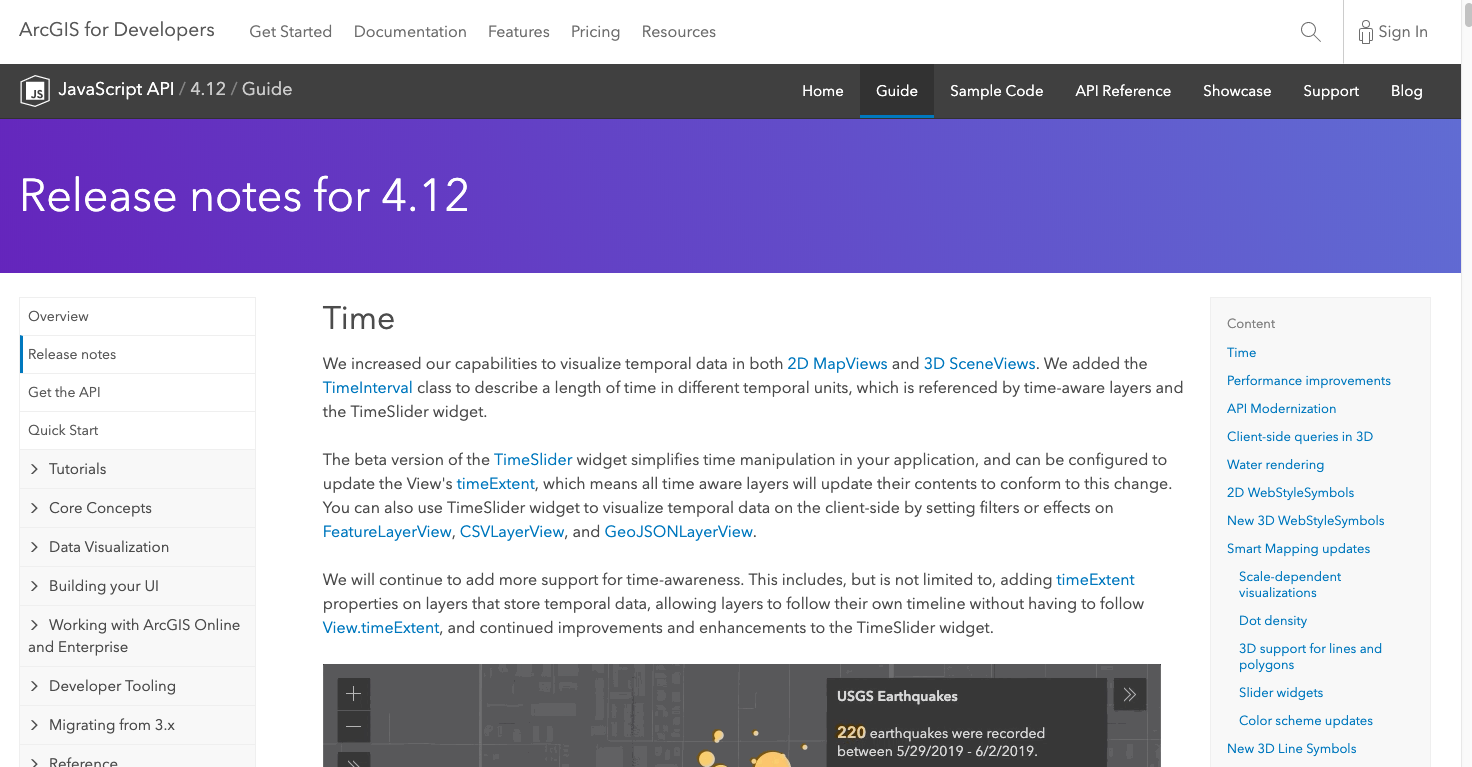 ArcGIS for Developers
Get Started
Documentation
Features
Pricing
Resources
Sign In
JS
JavaScript API / 4.12 / Guide
Home
Guide
Sample Code
API Reference
Showcase
Support
Blog
Release notes for 4.12
Overview
Release notes
Get the API
Quick Start
Tutorials
Core Concepts
Data Visualization
Building your UI
Working with ArcGIS Online
and Enterprise
Developer Tooling
Migrating from 3.x
Reference
Time
We increased our capabilities to visualize temporal data in both 2D MapViews and 3D SceneViews. We added the
TimeInterval class to describe a length of time in different temporal units, which is referenced by time-aware layers and
the TimeSlider widget.
The beta version of the TimeSlider widget simplifies time manipulation in your application, and can be configured to
update the View's timeExtent, which means all time aware layers will update their contents to conform to this change.
You can also use TimeSlider widget to visualize temporal data on the client-side by setting filters or effects on
FeatureLayerView, CSVLayerView, and GeoJSONLayerView.
We will continue to add more support for time-awareness. This includes, but is not limited to, adding timeExtent
properties on layers that store temporal data, allowing layers to follow their own timeline without having to follow
View.timeExtent, and continued improvements and enhancements to the TimeSlider widget.
USGS Earthquakes
220 earthquakes were recorded
between 5/29/2019 - 6/2/2019.
Content
Time
Performance improvements
API Modernization
Client-side queries in 3D
Water rendering
2D WebStyleSymbols
New 3D WebStyleSymbols
Smart Mapping updates
Scale-dependent
visualizations
Dot density
3D support for lines and
polygons
Slider widgets
Color scheme updates
New 3D Line Symbols